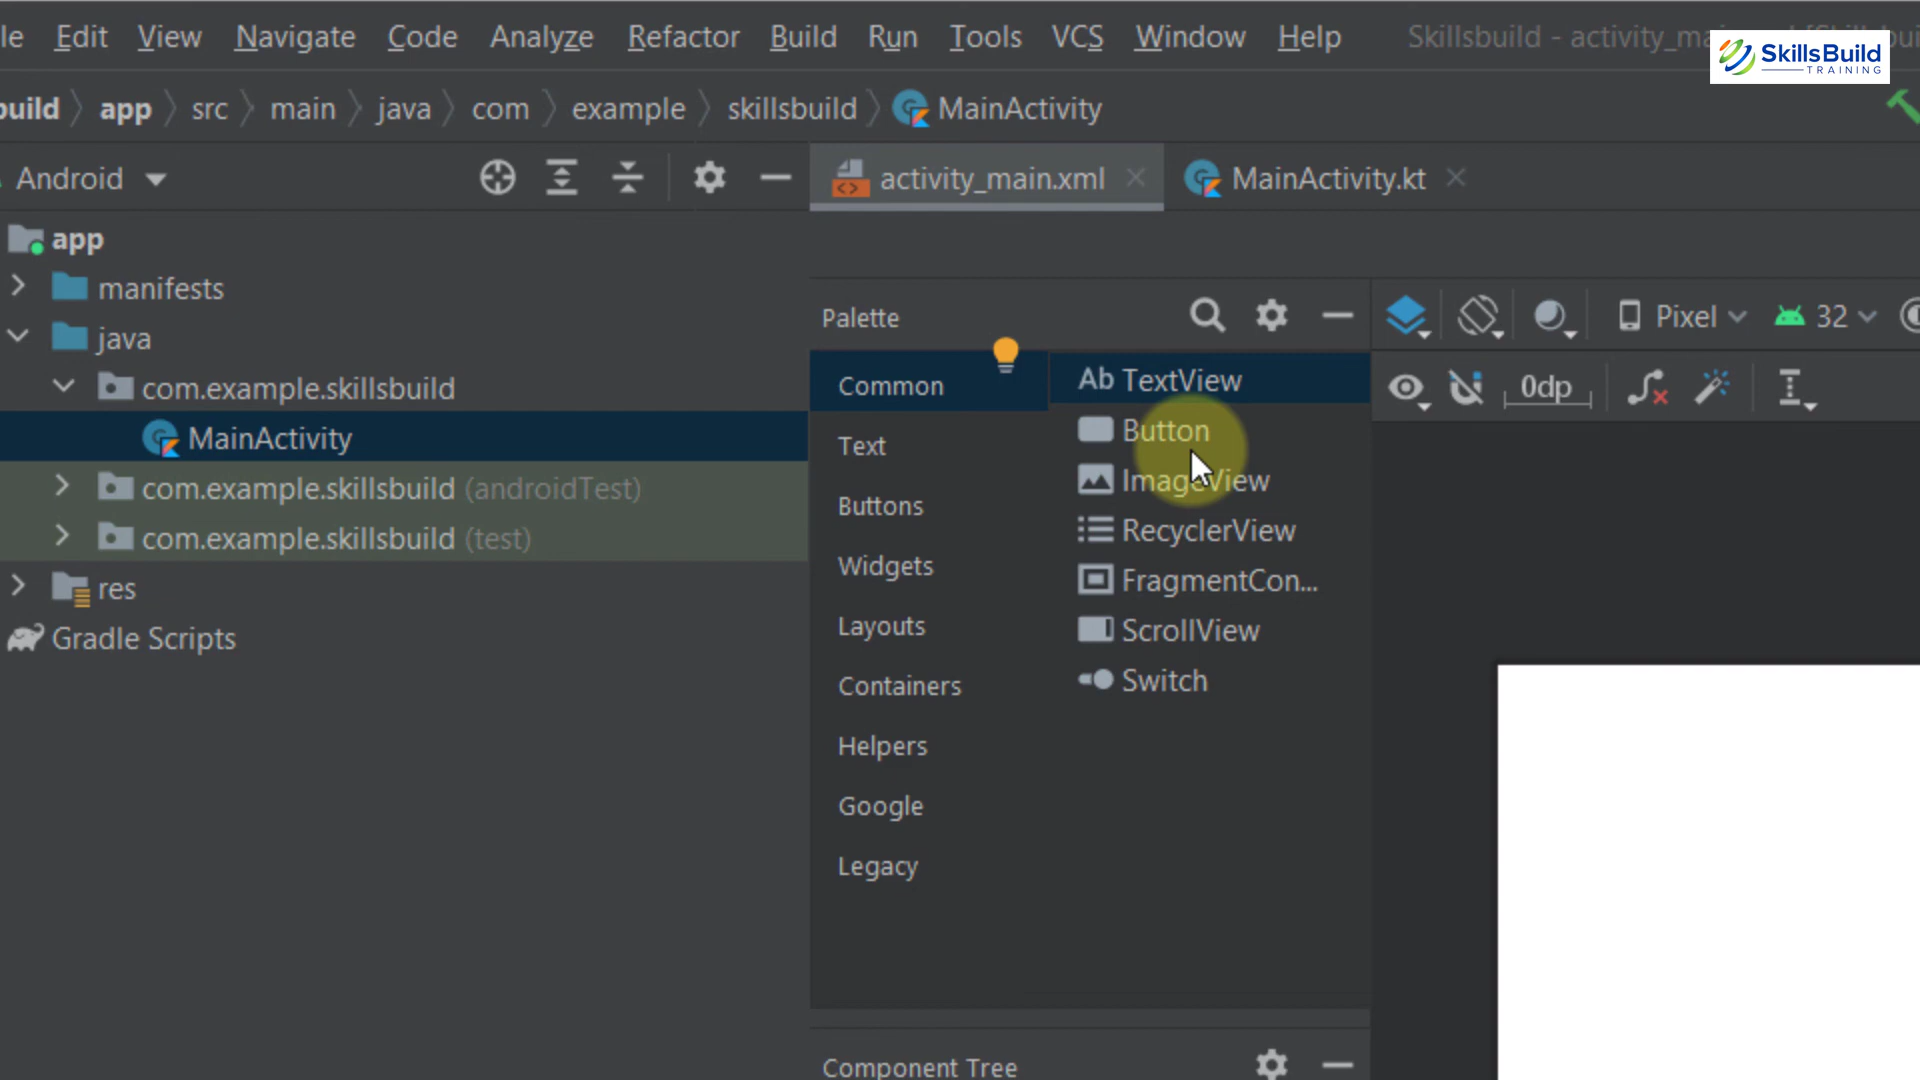 le Edit View Navigate Code Analyze Refactor Build Run Tools VCS Window Help Skillsbuild - activity_ma
SkillsBuild
TRAINING
build app src main java com example skillsbuild MainActivity
Android
activity_main.xml
MainActivity.kt
app
manifests
java
com.example.skillsbuild
MainActivity
com.example.skillsbuild (androidTest)
com.example.skillsbuild (test)
res
Gradle Scripts
Palette
Common
Text
Buttons
Widgets
Layouts
Containers
Helpers
Google
Legacy
Ab TextView
Button
ImageView
RecyclerView
FragmentCon...
ScrollView
Switch
Pixel
32
0dp
Component Tree